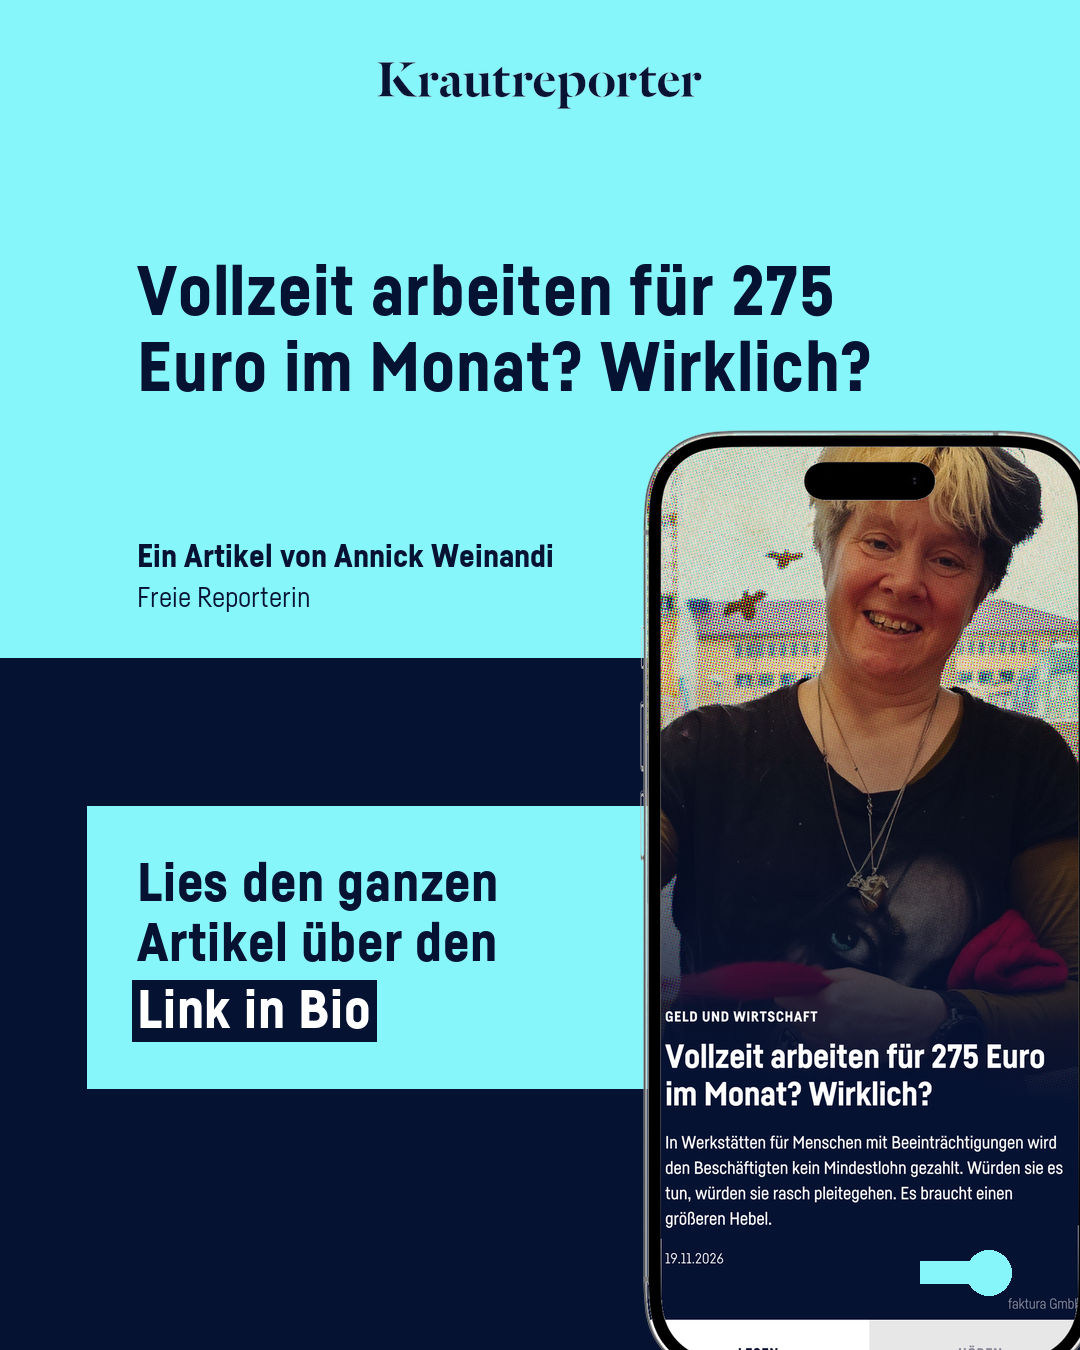 Krautreporter
Vollzeit arbeiten für 275
Euro im Monat? Wirklich?
Ein Artikel von Annick Weinandi
Freie Reporterin
Lies den ganzen
Artikel über den
Link in Bio
GELD UND WIRTSCHAFT
Vollzeit arbeiten für 275 Euro
im Monat? Wirklich?
In Werkstätten für Menschen mit Beeinträchtigungen wird
den Beschäftigten kein Mindestlohn gezahlt. Würden sie es
tun, würden sie rasch pleitegehen. Es braucht einen
größeren Hebel.
19.11.2026
faktura